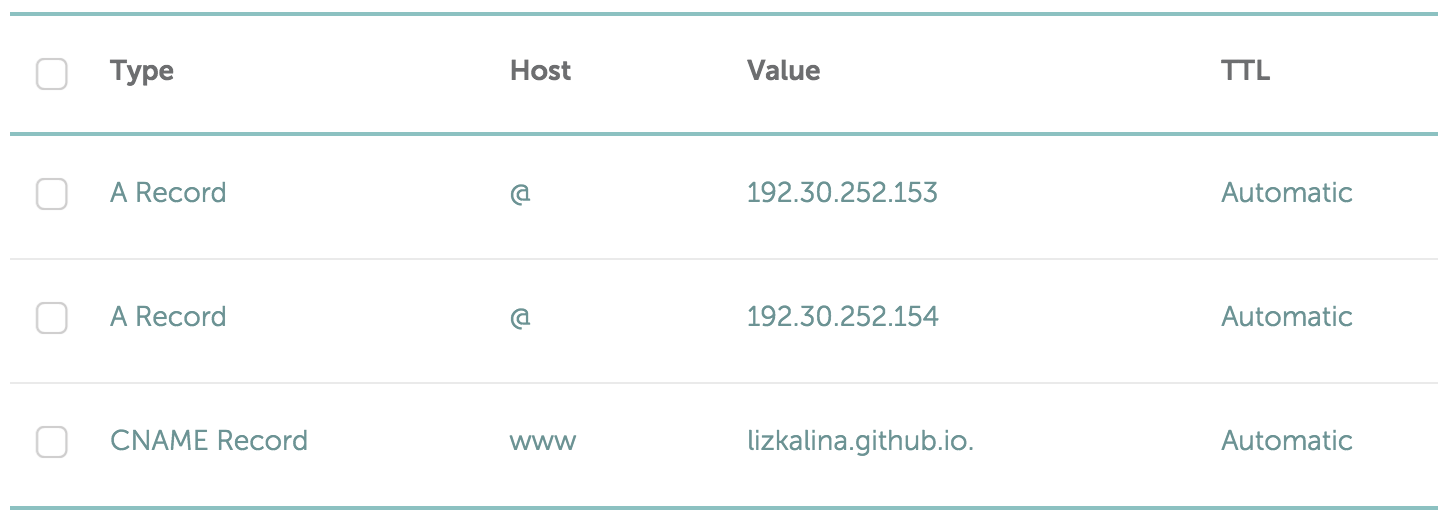 Type Host Value TTL
A Record @ 192.30.252.153 Automatic
A Record @ 192.30.252.154 Automatic
CNAME Record www lizkalina.github.io. Automatic